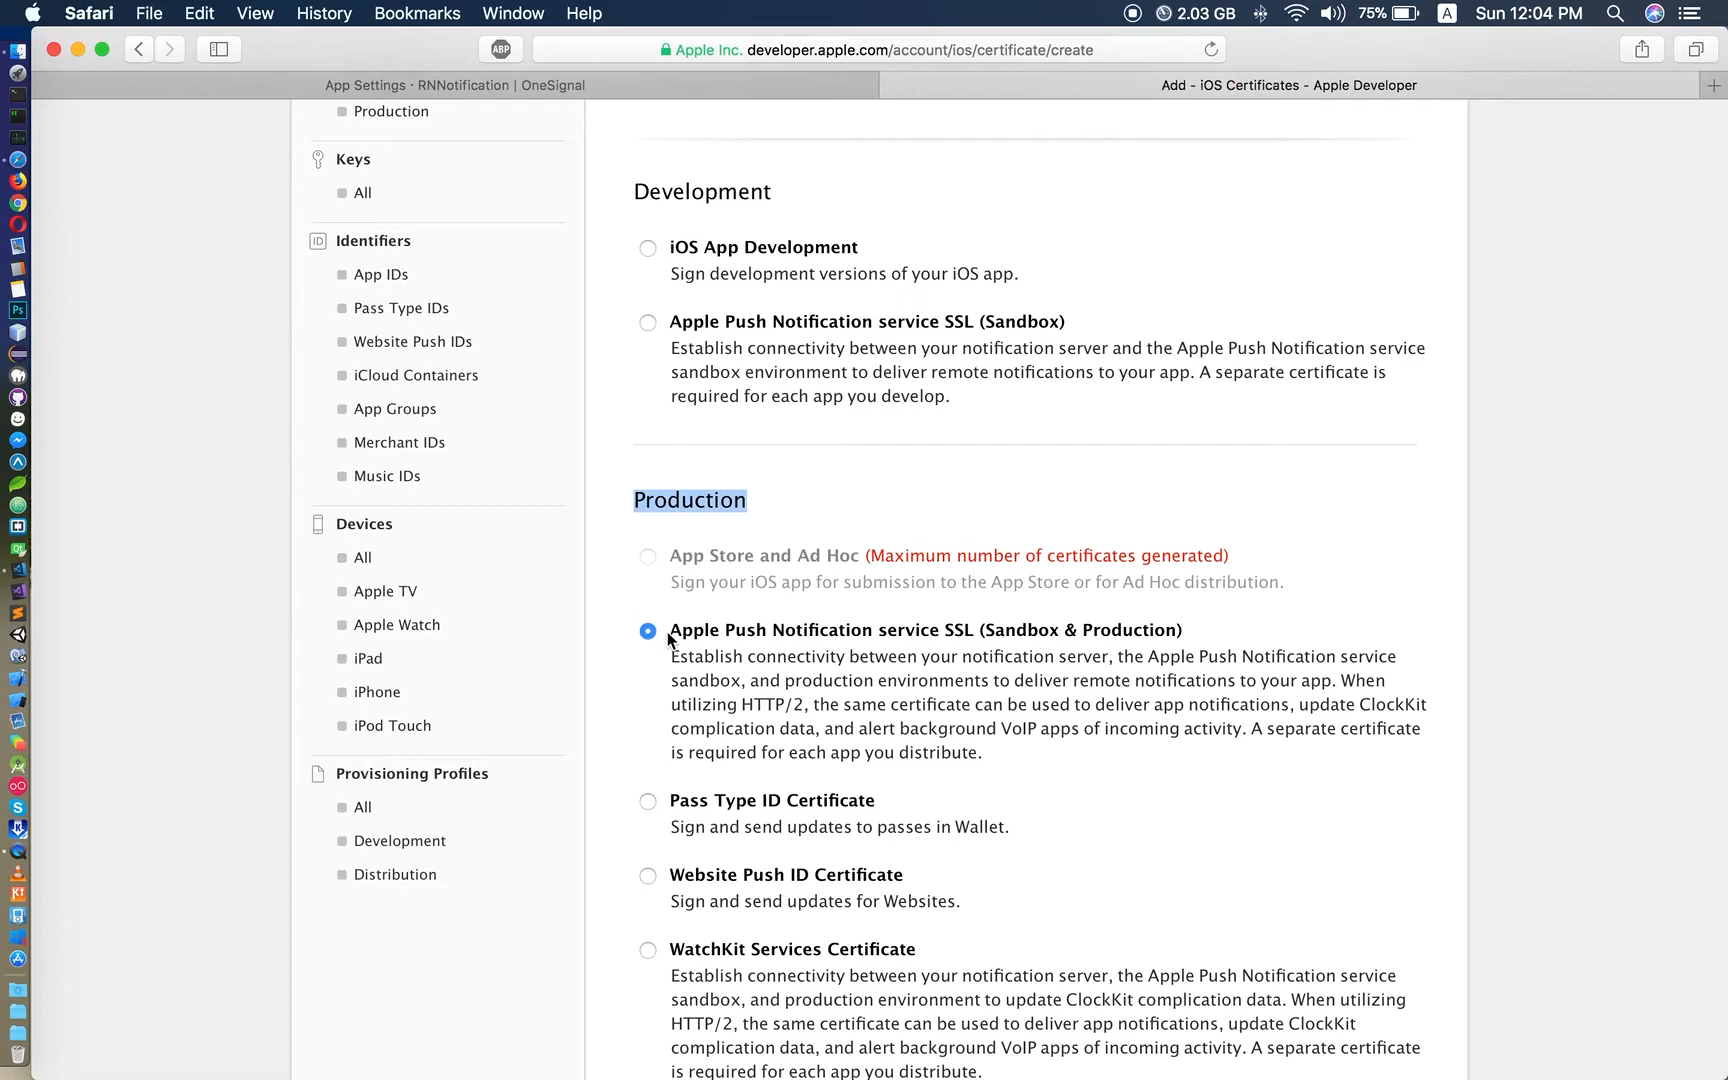 Safari File Edit View History Bookmarks Window Help 2.03 GB 75% A Sun 12:04 PM
ABP Apple Inc. developer.apple.com/account/ios/certificate/create
App Settings · RNNotification | OneSignal
Add - iOS Certificates - Apple Developer
Production
Keys
All
ID Identifiers
App IDs
Pass Type IDs
Website Push IDs
iCloud Containers
App Groups
Merchant IDs
Music IDs
Devices
All
Apple TV
Apple Watch
iPad
iPhone
iPod Touch
Provisioning Profiles
All
Development
Distribution
Development
iOS App Development
Sign development versions of your iOS app.
Apple Push Notification service SSL (Sandbox)
Establish connectivity between your notification server and the Apple Push Notification service
sandbox environment to deliver remote notifications to your app. A separate certificate is
required for each app you develop.
Production
App Store and Ad Hoc (Maximum number of certificates generated)
Sign your iOS app for submission to the App Store or for Ad Hoc distribution.
Apple Push Notification service SSL (Sandbox & Production)
Establish connectivity between your notification server, the Apple Push Notification service
sandbox, and production environments to deliver remote notifications to your app. When
utilizing HTTP/2, the same certificate can be used to deliver app notifications, update ClockKit
complication data, and alert background VoIP apps of incoming activity. A separate certificate
is required for each app you distribute.
Pass Type ID Certificate
Sign and send updates to passes in Wallet.
Website Push ID Certificate
Sign and send updates for Websites.
WatchKit Services Certificate
Establish connectivity between your notification server, the Apple Push Notification service
sandbox, and production environment to update ClockKit complication data. When utilizing
HTTP/2, the same certificate can be used to deliver app notifications, update ClockKit
complication data, and alert background VoIP apps of incoming activity. A separate certificate
is required for each app you distribute.
Ps